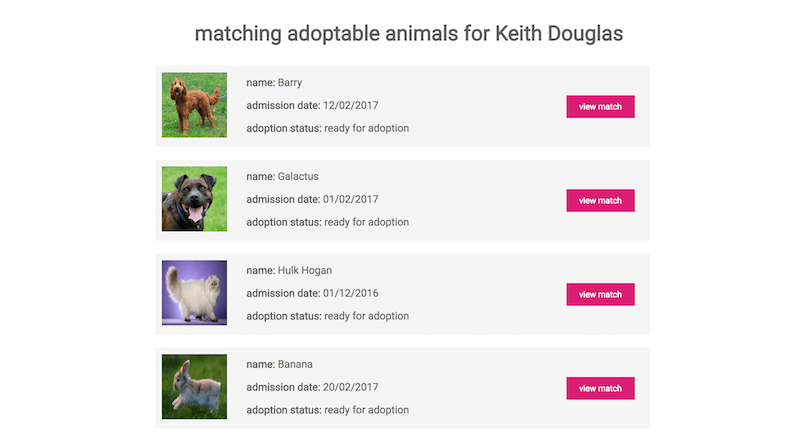 matching adoptable animals for Keith Douglas
name: Barry
admission date: 12/02/2017
view match
adoption status: ready for adoption
name: Galactus
admission date: 01/02/2017
view match
adoption status: ready for adoption
name: Hulk Hogan
admission date: 01/12/2016
view match
adoption status: ready for adoption
name: Banana
admission date: 20/02/2017
view match
adoption status: ready for adoption